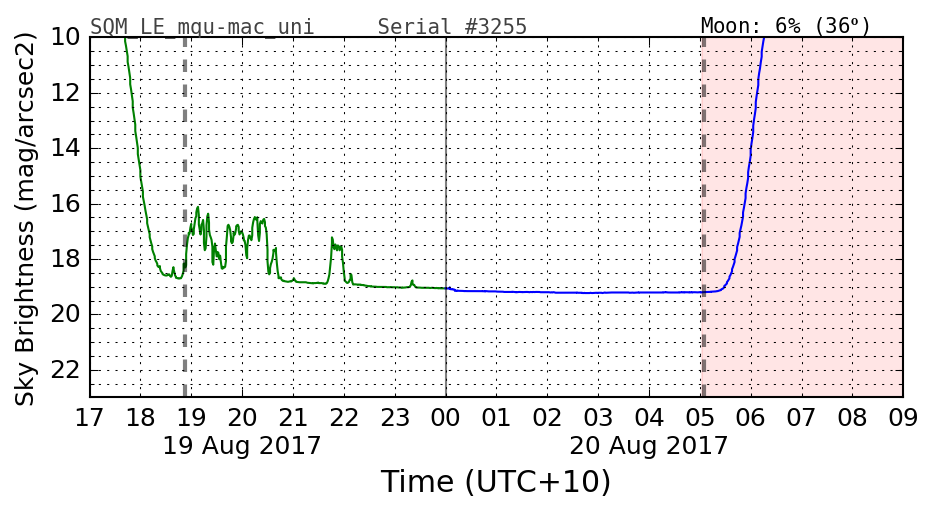 SQM_LE_mqu-mac_uni Serial #3255 Moon: 6% (36°)
10
12
14
16
18
20
22
Sky Brightness (mag/arcsec2)
17 18 19 20 21 22 23 00 01 02 03 04 05 06 07 08 09
19 Aug 2017 20 Aug 2017
Time (UTC+10)